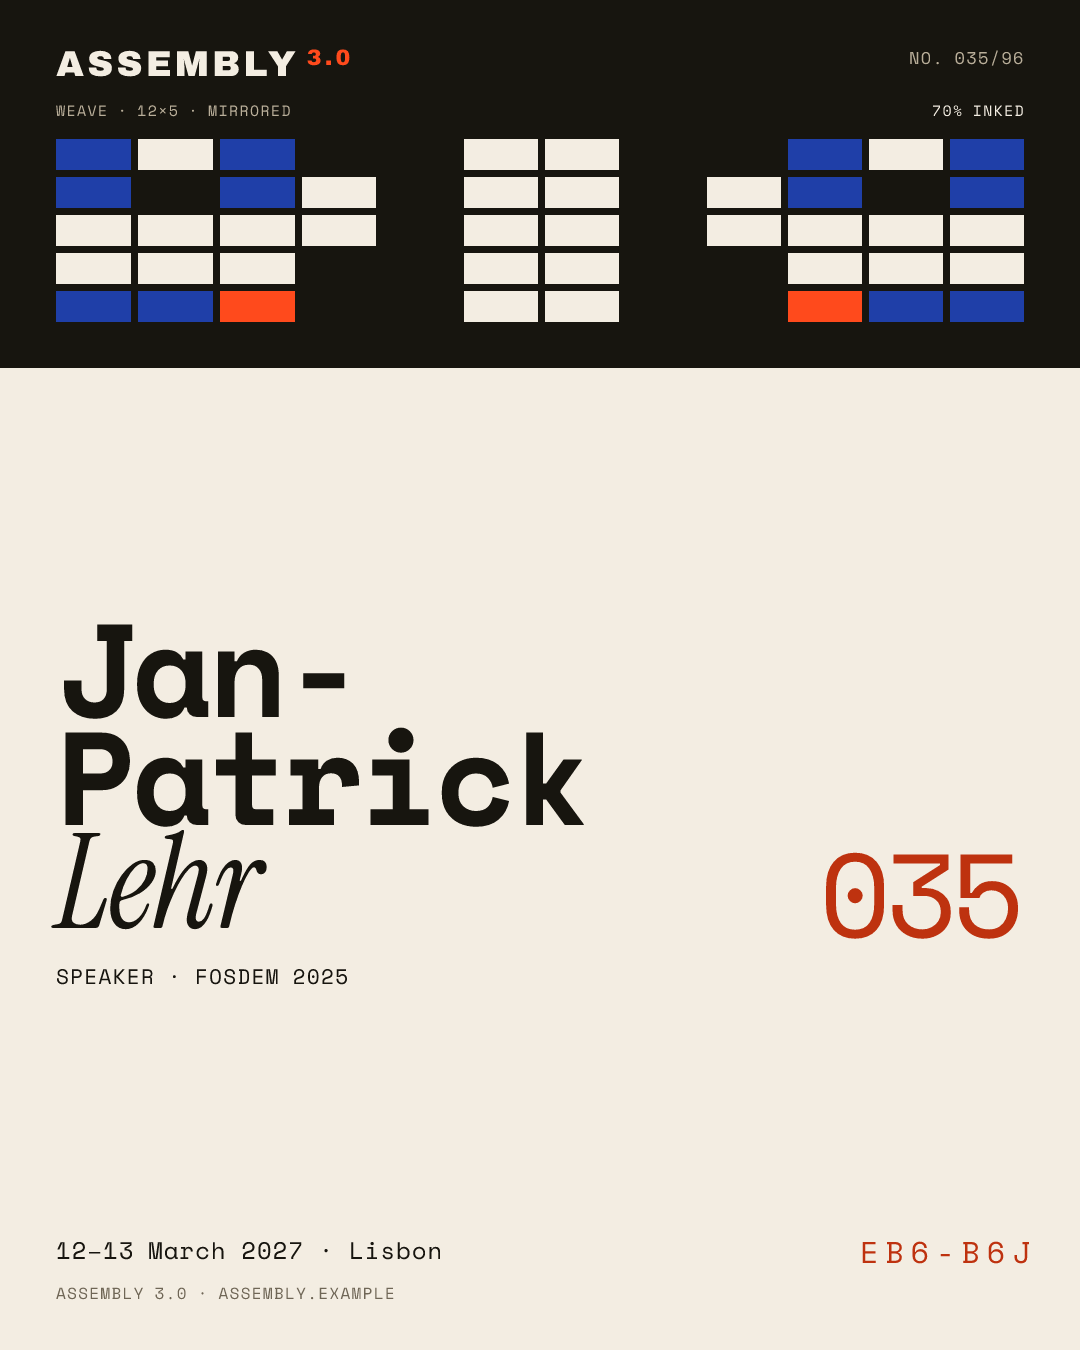 ASSEMBLY 3.0
NO. 035/96
WEAVE · 12×5 · MIRRORED
70% INKED
Jan-
Patrick
Lehr
035
SPEAKER · FOSDEM 2025
12–13 March 2027 · Lisbon
EB6-B6J
ASSEMBLY 3.0 · ASSEMBLY.EXAMPLE